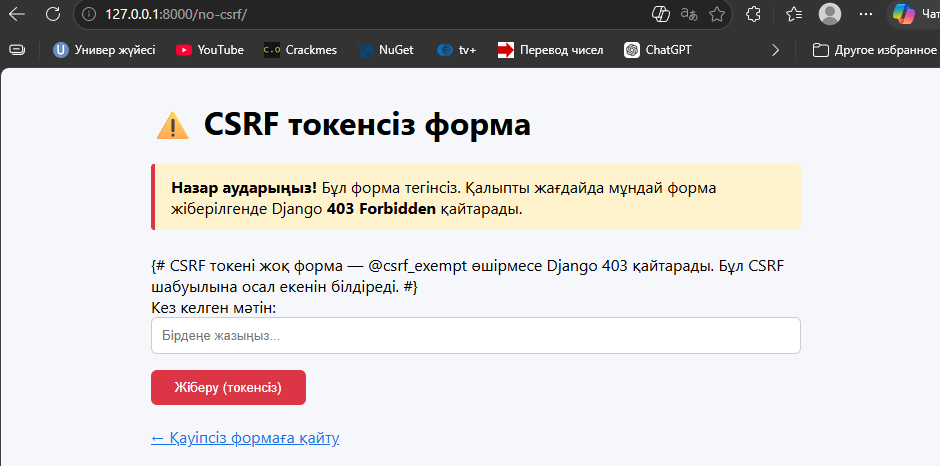 127.0.0.1:8000/no-csrf/
Чат
Универ жүйесі
YouTube
C.O Crackmes
NuGet
tv+
Перевод чисел
ChatGPT
Другое избранное
CSRF токенсіз форма
Назар аударыңыз! Бұл форма тегінсіз. Қалыпты жағдайда мұндай форма
жіберілгенде Django 403 Forbidden қайтарады.
{# CSRF токені жоқ форма — @csrf_exempt өшірмесе Django 403 қайтарады. Бұл CSRF
шабуылына осал екенін білдіреді. #}
Кез келген мәтін:
Бірдеңе жазыңыз...
Жіберу (токенсіз)
← Қауіпсіз формаға қайту